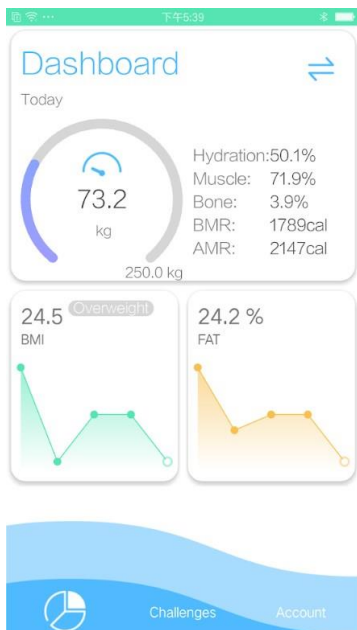 下午5:39
Dashboard
Today
73.2
kg
250.0 kg
Hydration:50.1%
Muscle: 71.9%
Bone: 3.9%
BMR: 1789cal
AMR: 2147cal
24.5 Overweight
BMI
24.2 %
FAT
Challenges
Account